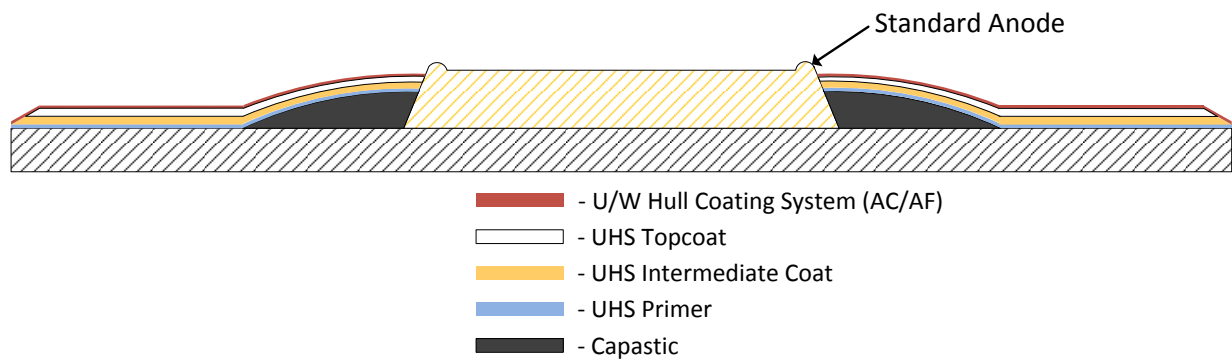 Standard Anode
- U/W Hull Coating System (AC/AF)
- UHS Topcoat
- UHS Intermediate Coat
- UHS Primer
- Capastic